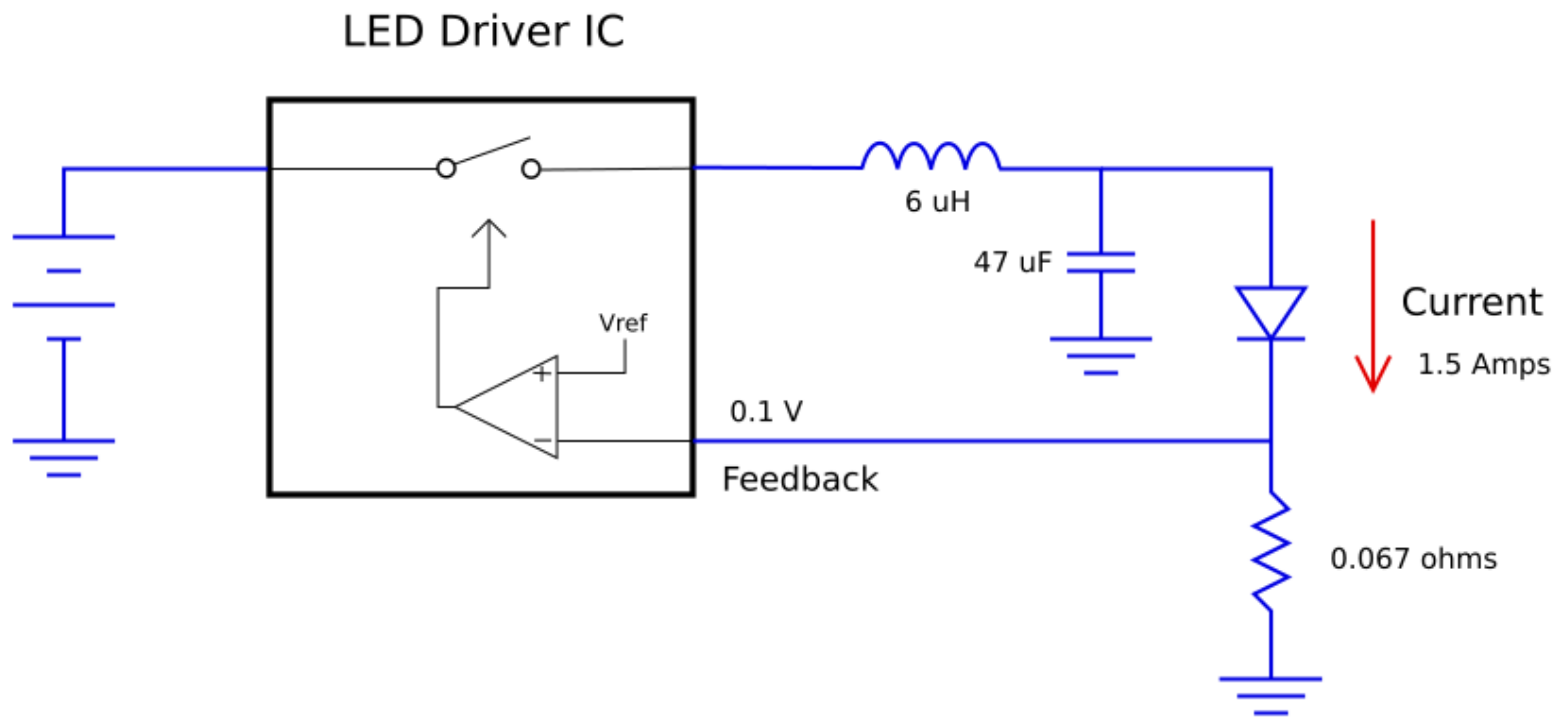 LED Driver IC
6 uH
47 uF
Vref
+
−
Current
1.5 Amps
0.1 V
Feedback
0.067 ohms